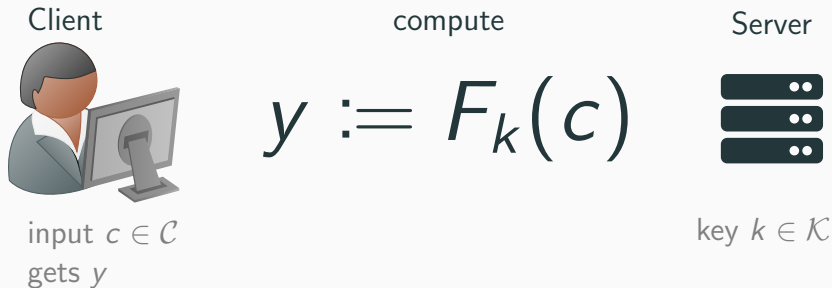 Client
compute
Server
y := F_k(c)
input c ∈ 𝒞
gets y
key k ∈ 𝒦